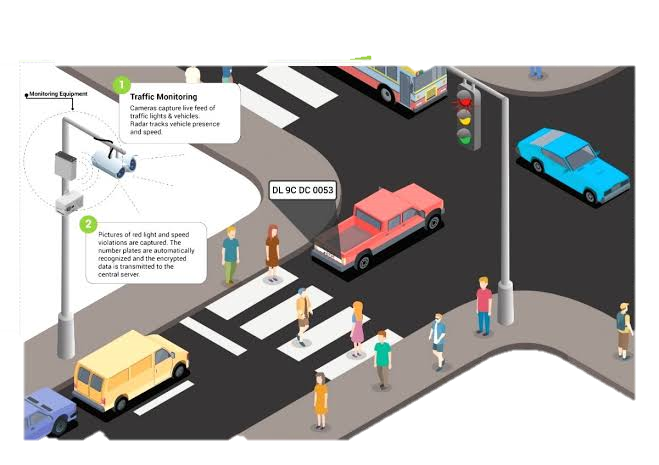 Monitoring Equipment
1
Traffic Monitoring
Cameras capture live feed of
traffic lights & vehicles.
Radar tracks vehicle presence
and speed.
DL 9C DC 0053
2
Pictures of red light and speed
violations are captured. The
number plates are automatically
recognized and the encrypted
data is transmitted to the
central server.